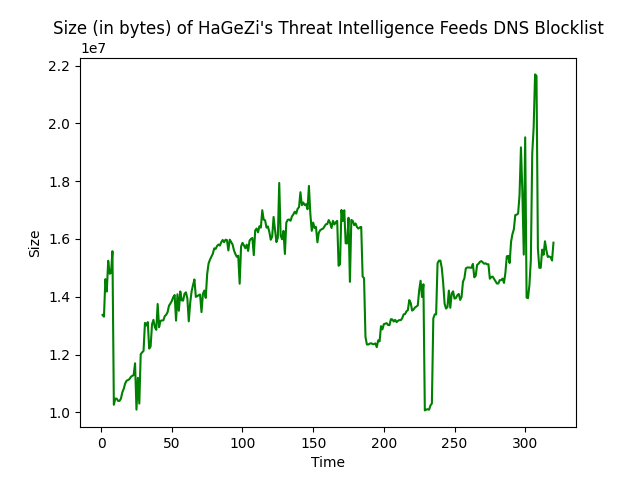 Size (in bytes) of HaGeZi's Threat Intelligence Feeds DNS Blocklist
1e7
2.2
2.0
1.8
1.6
1.4
1.2
1.0
Size
0 50 100 150 200 250 300
Time